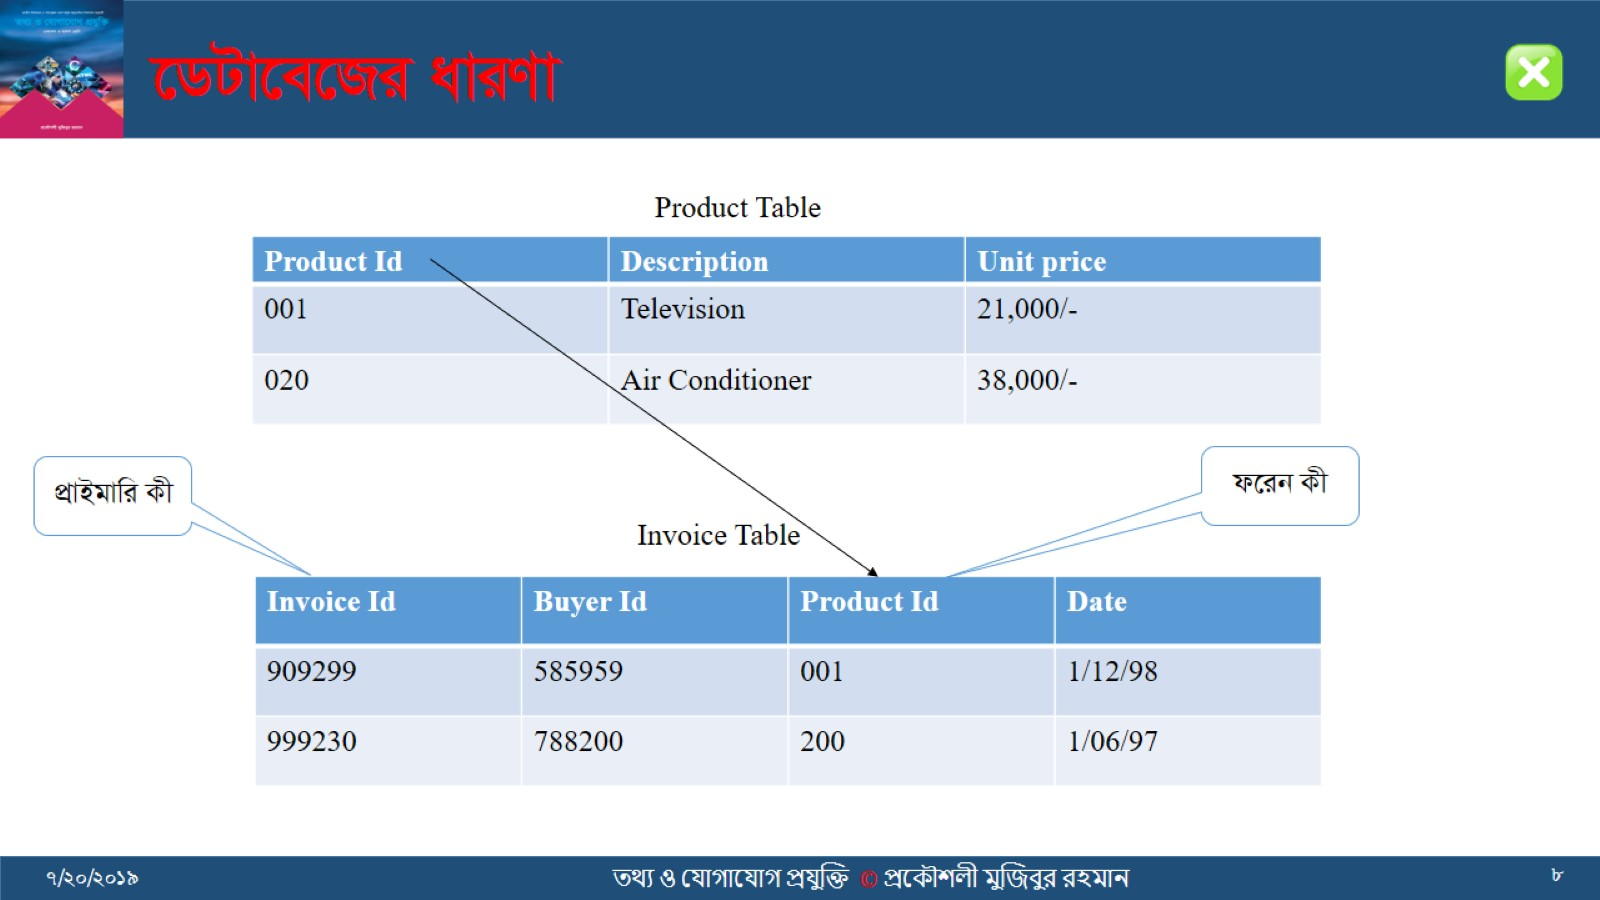 তথ্য ও যোগাযোগ প্রযুক্তি
ডেটাবেজের ধারণা
Product Table
Product Id Description Unit price
001 Television 21,000/-
020 Air Conditioner 38,000/-
প্রাইমারি কী
ফরেন কী
Invoice Table
Invoice Id Buyer Id Product Id Date
909299 585959 001 1/12/98
999230 788200 200 1/06/97
৭/২০/২০১৯ তথ্য ও যোগাযোগ প্রযুক্তি © প্রকৌশলী মুজিবুর রহমান ৮